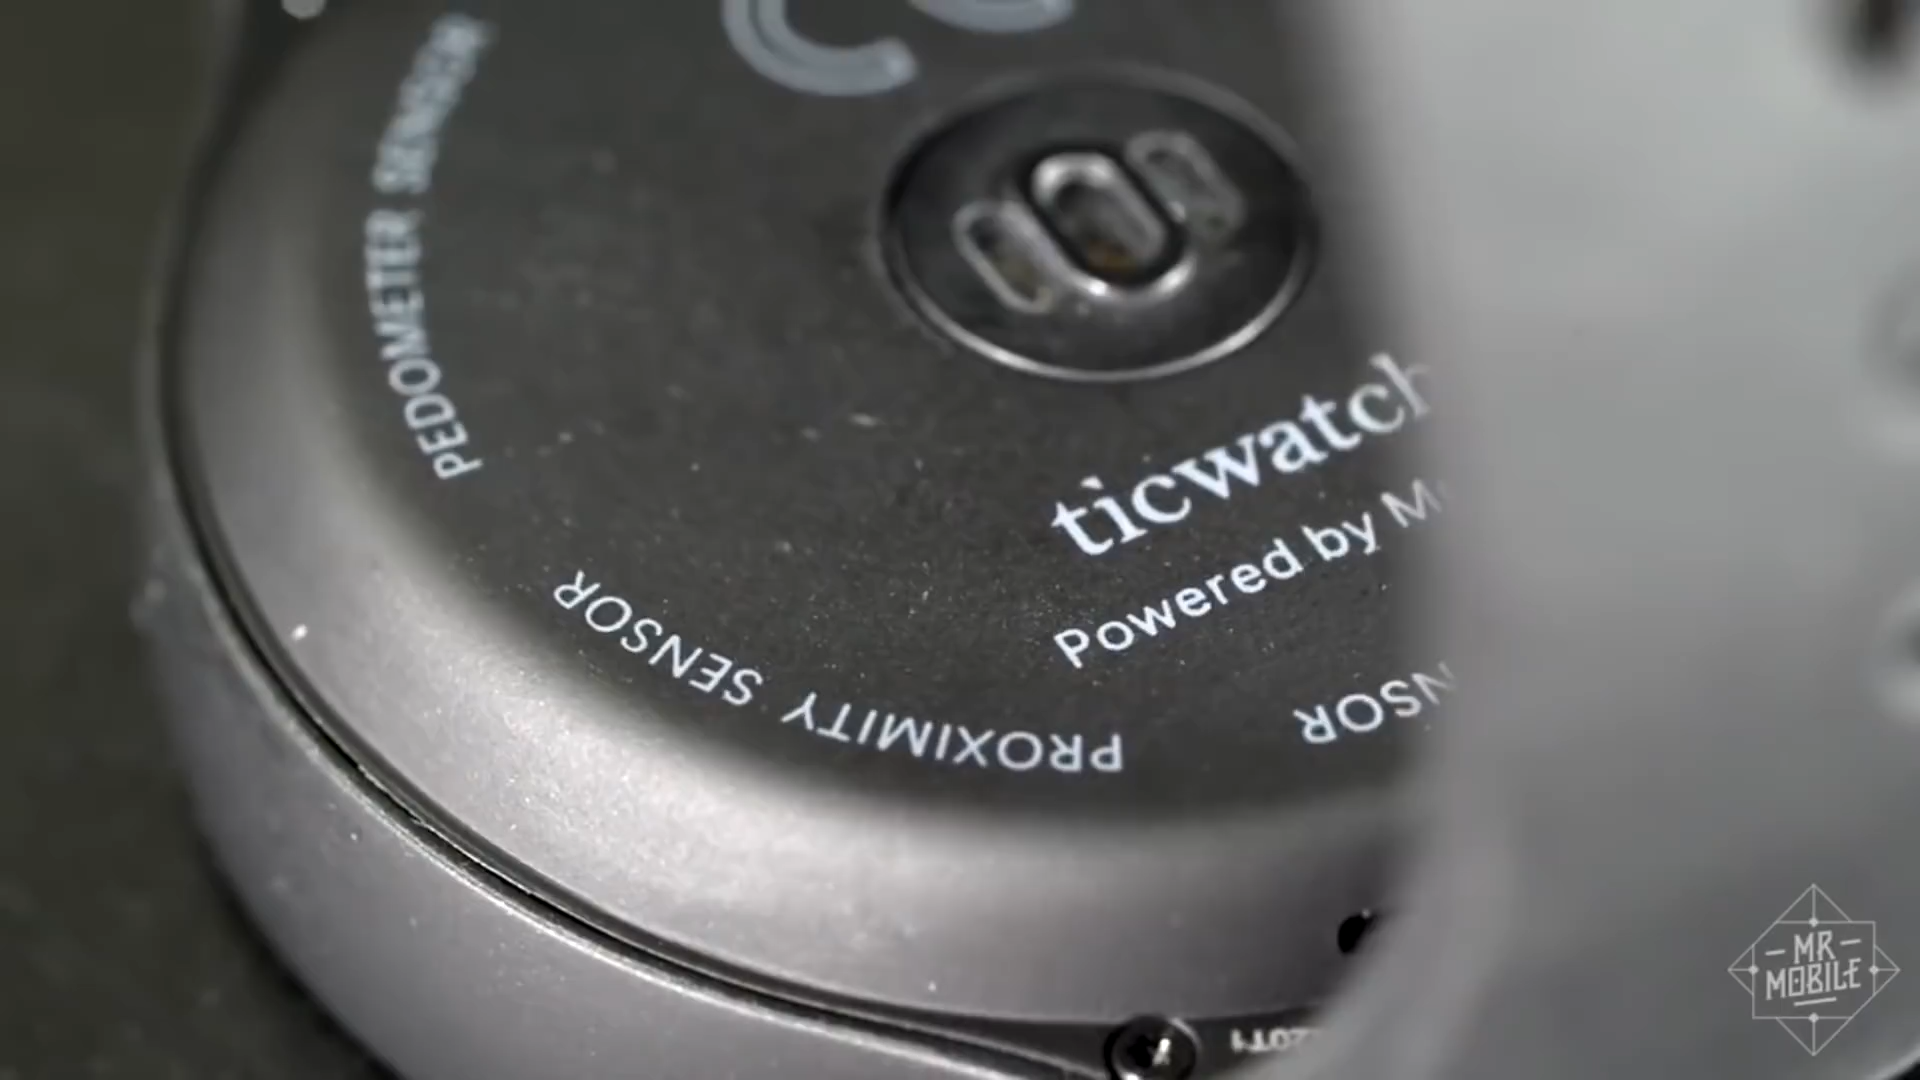 PEDOMETER SENSOR
ticwatch
Powered by
PROXIMITY SENSOR
MR
MOBILE